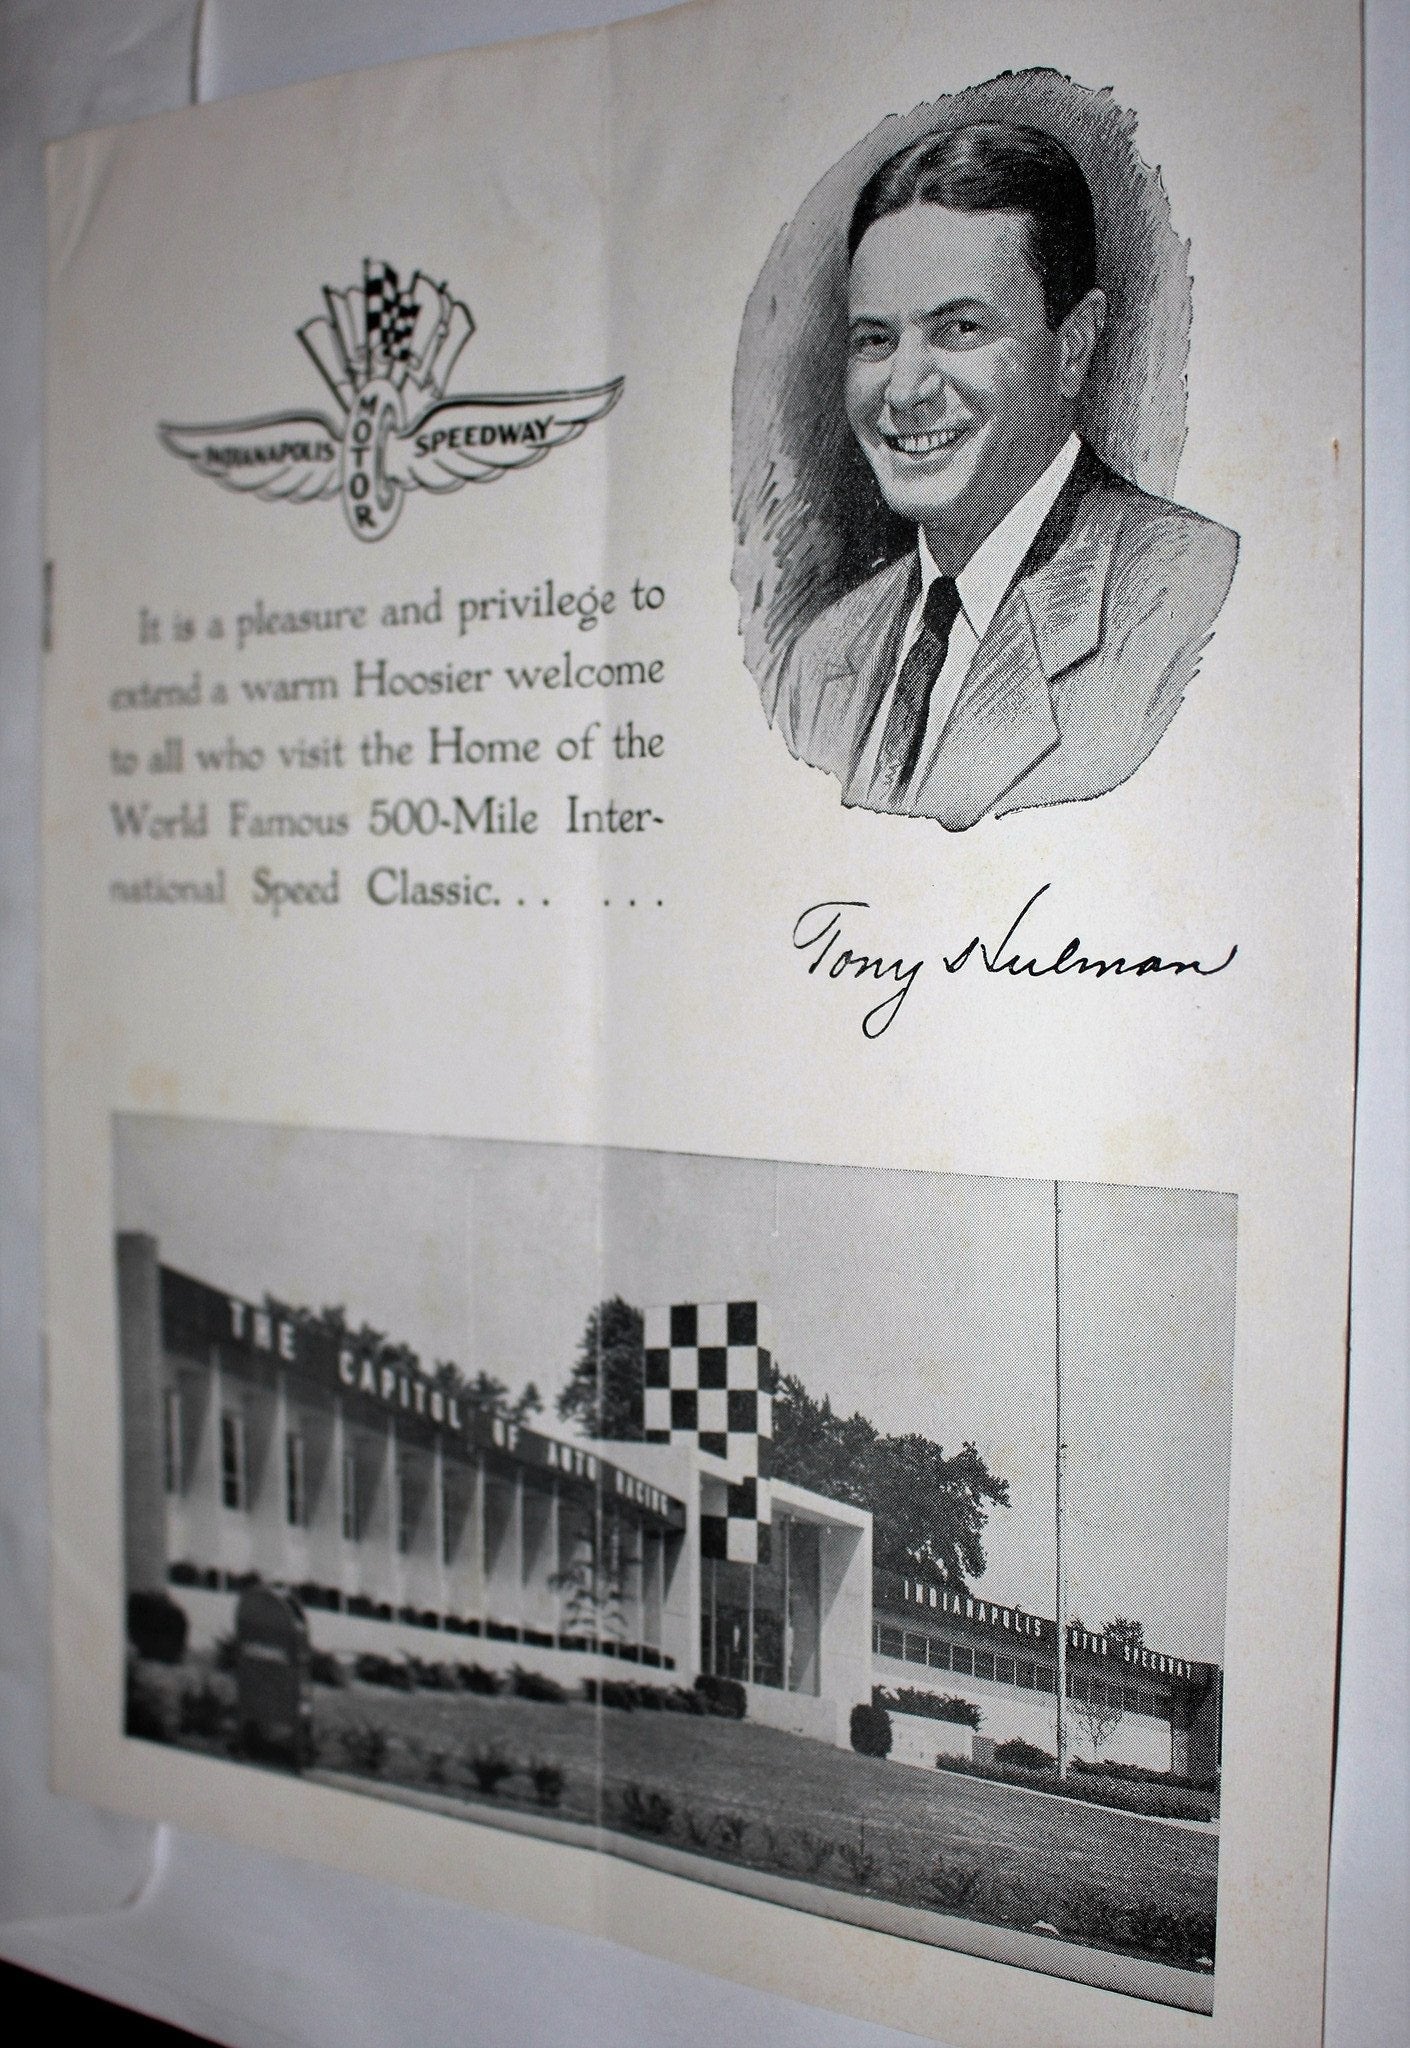 INDIANAPOLIS MOTOR SPEEDWAY
It is a pleasure and privilege to
extend a warm Hoosier welcome
to all who visit the Home of the
World Famous 500-Mile Inter-
national Speed Classic... ...
Tony Hulman
THE CAPITOL OF AUTO RACING
INDIANAPOLIS MTOR SPEEDWAY